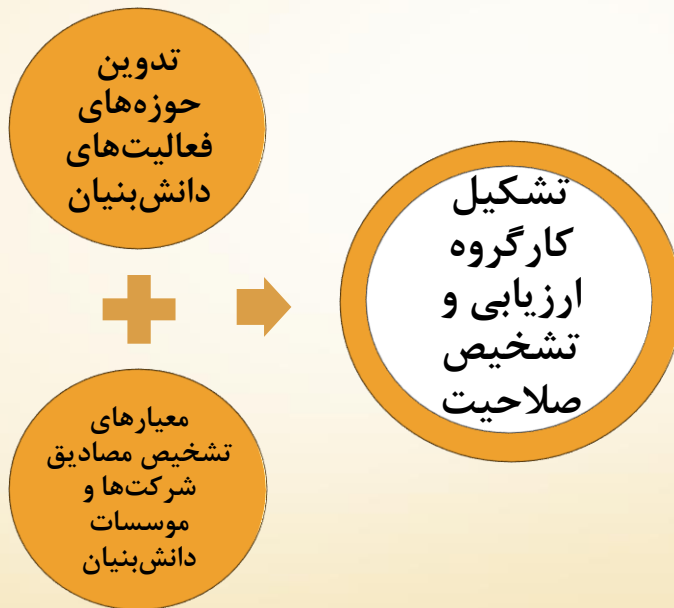 تدوین
حوزه‌های
فعالیت‌های
دانش‌بنیان
معیارهای
تشخیص مصادیق
شرکت‌ها و
موسسات
دانش‌بنیان
تشکیل
کارگروه
ارزیابی و
تشخیص
صلاحیت